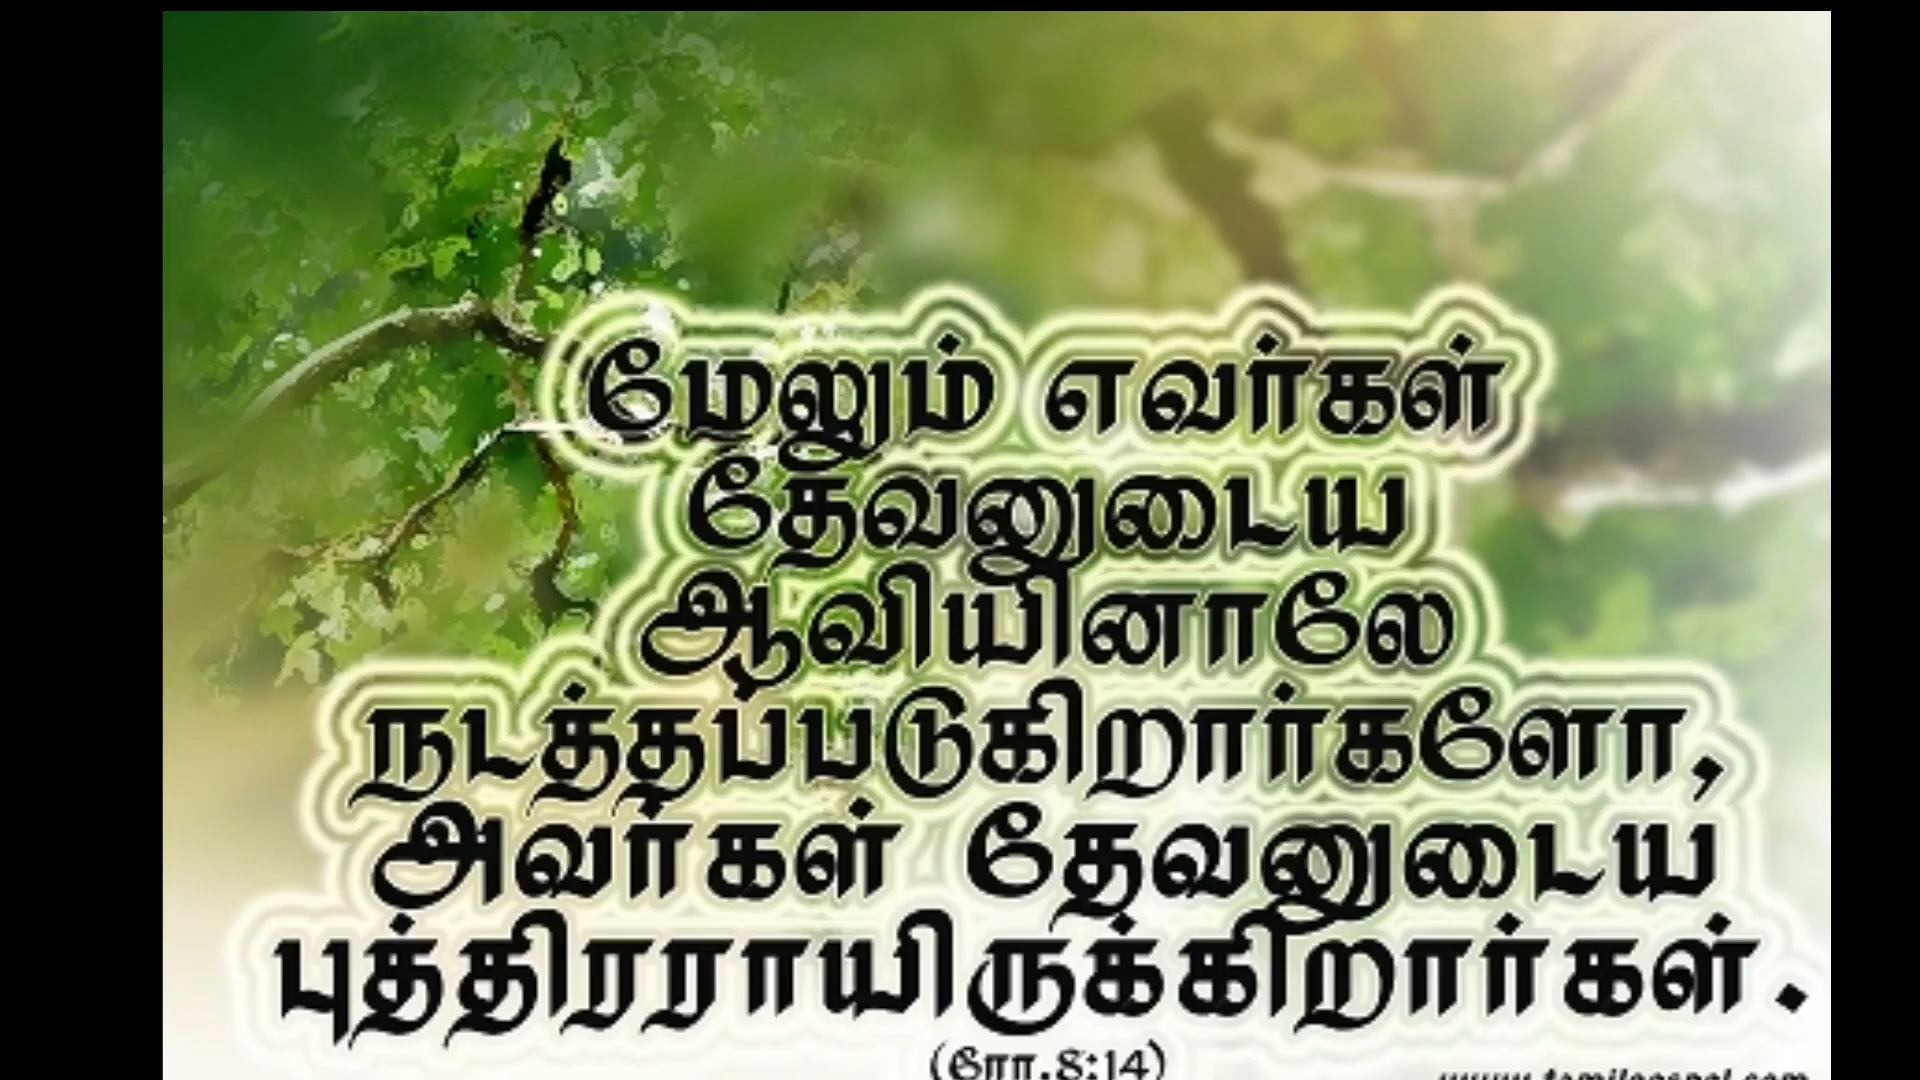 மேலும் எவர்கள்
தேவனுடைய
ஆவியினாலே
நடத்தப்படுகிறார்களோ,
அவர்கள் தேவனுடைய
புத்திரராயிருக்கிறார்கள்.
(ரோ.8:14)
www.tamilgospel.com